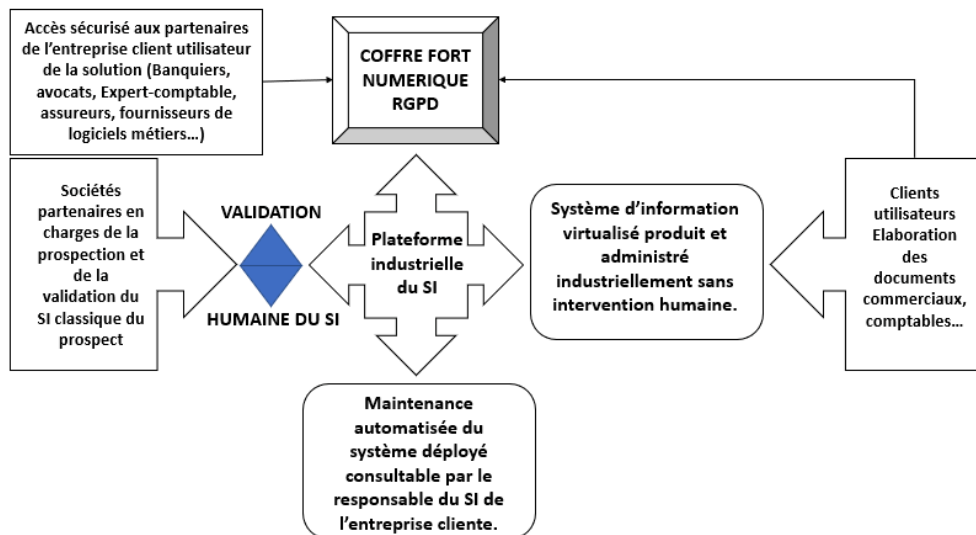 Accès sécurisé aux partenaires
de l'entreprise client utilisateur
de la solution (Banquiers,
avocats, Expert-comptable,
assureurs, fournisseurs de
logiciels métiers…)
COFFRE FORT
NUMERIQUE
RGPD
Sociétés
partenaires en
charges de la
prospection et
de la
validation du
SI classique du
prospect
VALIDATION
HUMAINE DU SI
Plateforme
industrielle
du SI
Système d'information
virtualisé produit et
administré
industriellement sans
intervention humaine.
Clients
utilisateurs
Elaboration
des
documents
commerciaux,
comptables…
Maintenance
automatisée du
système déployé
consultable par le
responsable du SI de
l'entreprise cliente.